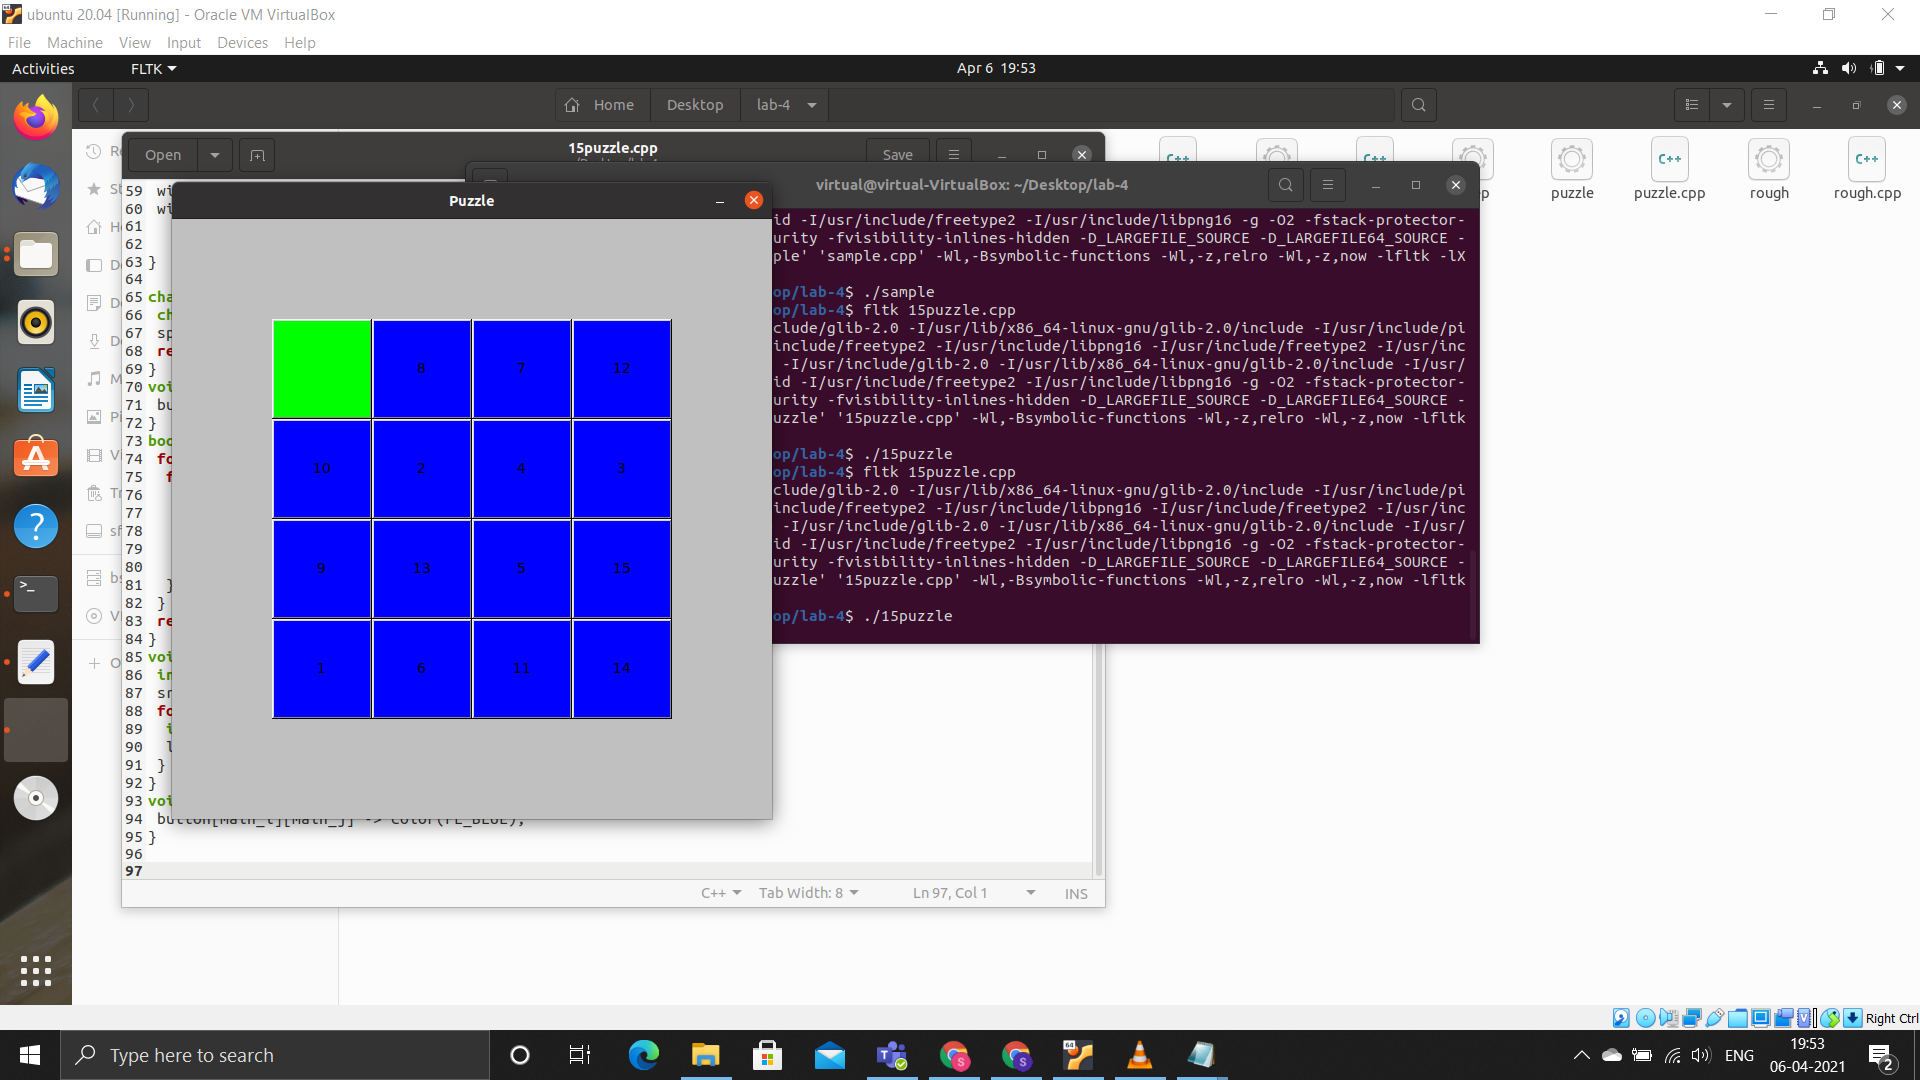 ubuntu 20.04 [Running] - Oracle VM VirtualBox
File Machine View Input Devices Help
Activities FLTK Apr 6 19:53
Home Desktop lab-4
Open 15puzzle.cpp Save
virtual@virtual-VirtualBox: ~/Desktop/lab-4
C++ C++ C++ C++
puzzle puzzle.cpp rough rough.cpp
Puzzle
8 7 12
10 2 4 3
9 13 5 15
1 6 11 14
59 wi
60 wi
61
62
63 }
64
65 cha
66 ch
67 sp
68 re
69 }
70 voi
71 bu
72 }
73 boo
74 fo
75 f
76
77
78
79
80
81 }
82 }
83 re
84 }
85 voi
86 in
87 sr
88 fo
89 i
90 l
91 }
92 }
93 voi
94
95 }
96
97
C++ Tab Width: 8 Ln 97, Col 1 INS
id -I/usr/include/freetype2 -I/usr/include/libpng16 -g -O2 -fstack-protector-
urity -fvisibility-inlines-hidden -D_LARGEFILE_SOURCE -D_LARGEFILE64_SOURCE -
ple' 'sample.cpp' -Wl,-Bsymbolic-functions -Wl,-z,relro -Wl,-z,now -lfltk -lX
op/lab-4$ ./sample
op/lab-4$ fltk 15puzzle.cpp
clude/glib-2.0 -I/usr/lib/x86_64-linux-gnu/glib-2.0/include -I/usr/include/pi
include/freetype2 -I/usr/include/libpng16 -I/usr/include/freetype2 -I/usr/inc
-I/usr/include/glib-2.0 -I/usr/lib/x86_64-linux-gnu/glib-2.0/include -I/usr/
id -I/usr/include/freetype2 -I/usr/include/libpng16 -g -O2 -fstack-protector-
urity -fvisibility-inlines-hidden -D_LARGEFILE_SOURCE -D_LARGEFILE64_SOURCE -
uzzle' '15puzzle.cpp' -Wl,-Bsymbolic-functions -Wl,-z,relro -Wl,-z,now -lfltk
op/lab-4$ ./15puzzle
op/lab-4$ fltk 15puzzle.cpp
clude/glib-2.0 -I/usr/lib/x86_64-linux-gnu/glib-2.0/include -I/usr/include/pi
include/freetype2 -I/usr/include/libpng16 -I/usr/include/freetype2 -I/usr/inc
-I/usr/include/glib-2.0 -I/usr/lib/x86_64-linux-gnu/glib-2.0/include -I/usr/
id -I/usr/include/freetype2 -I/usr/include/libpng16 -g -O2 -fstack-protector-
urity -fvisibility-inlines-hidden -D_LARGEFILE_SOURCE -D_LARGEFILE64_SOURCE -
uzzle' '15puzzle.cpp' -Wl,-Bsymbolic-functions -Wl,-z,relro -Wl,-z,now -lfltk
op/lab-4$ ./15puzzle
Right Ctrl
Type here to search
ENG 19:53
06-04-2021
2